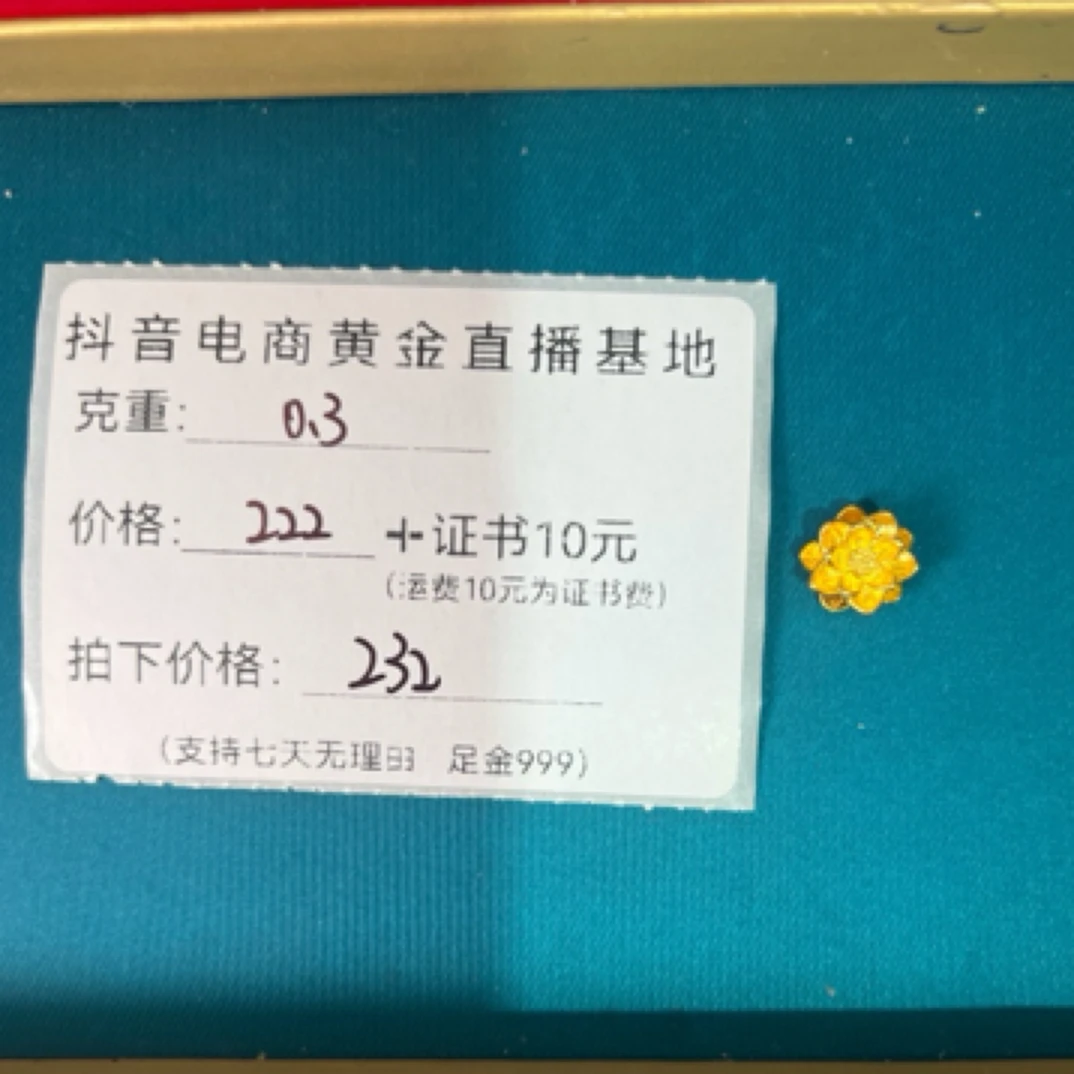 抖音电商黄金直播基地
克重: 0.3
价格: 222 +证书10元
(运费10元为证书费)
拍下价格: 232
(支持七天无理由 足金999)